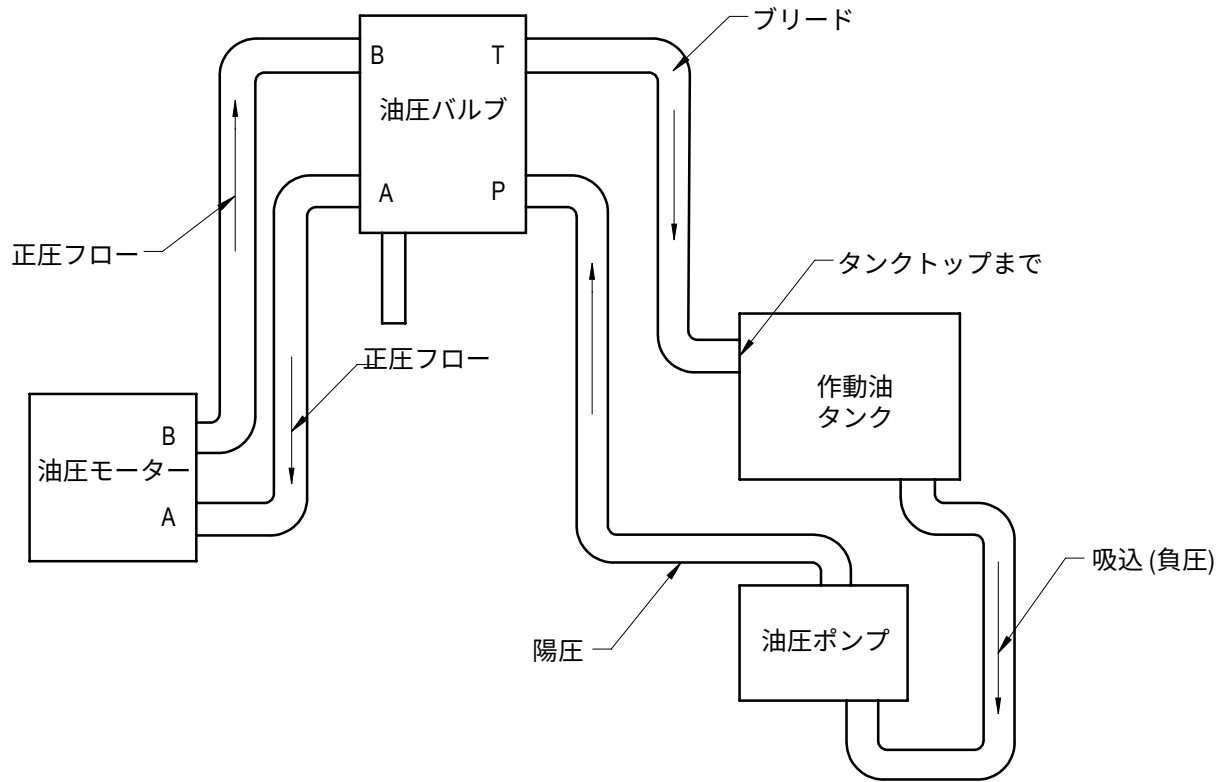 ブリード
B
T
油圧バルブ
A
P
正圧フロー
タンクトップまで
正圧フロー
作動油
タンク
B
油圧モーター
A
吸込 (負圧)
油圧ポンプ
陽圧